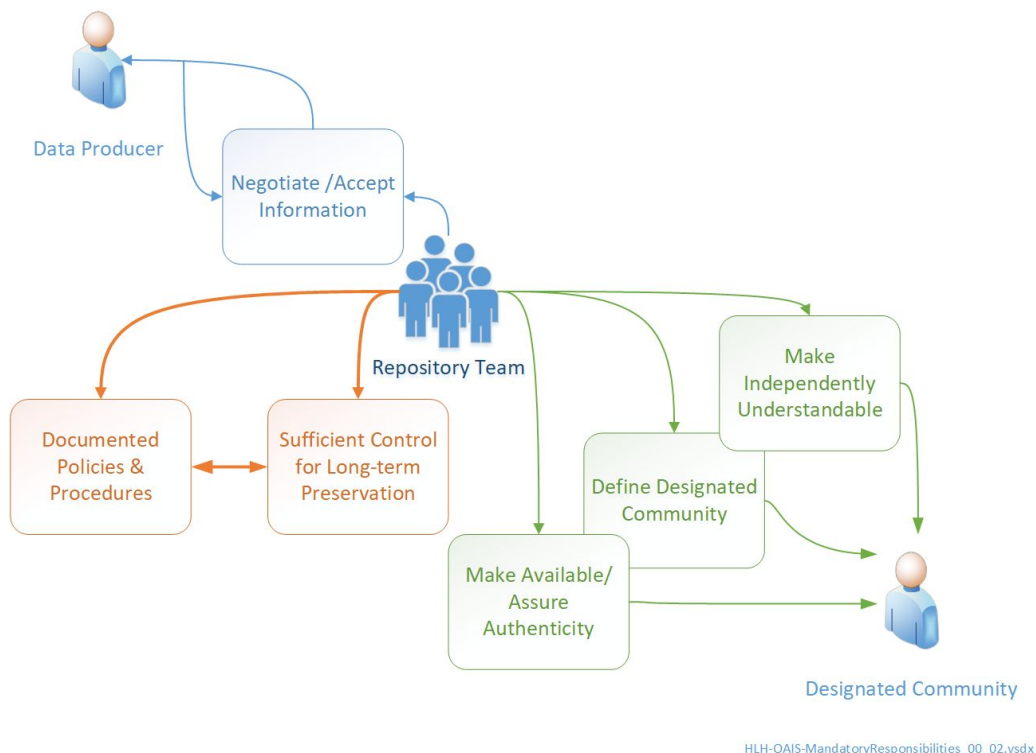 Data Producer
Negotiate /Accept
Information
Repository Team
Documented
Policies &
Procedures
Sufficient Control
for Long-term
Preservation
Make
Independently
Understandable
Define Designated
Community
Make Available/
Assure
Authenticity
Designated Community
HLH-OAIS-MandatoryResponsibilities_00_02.vsdx